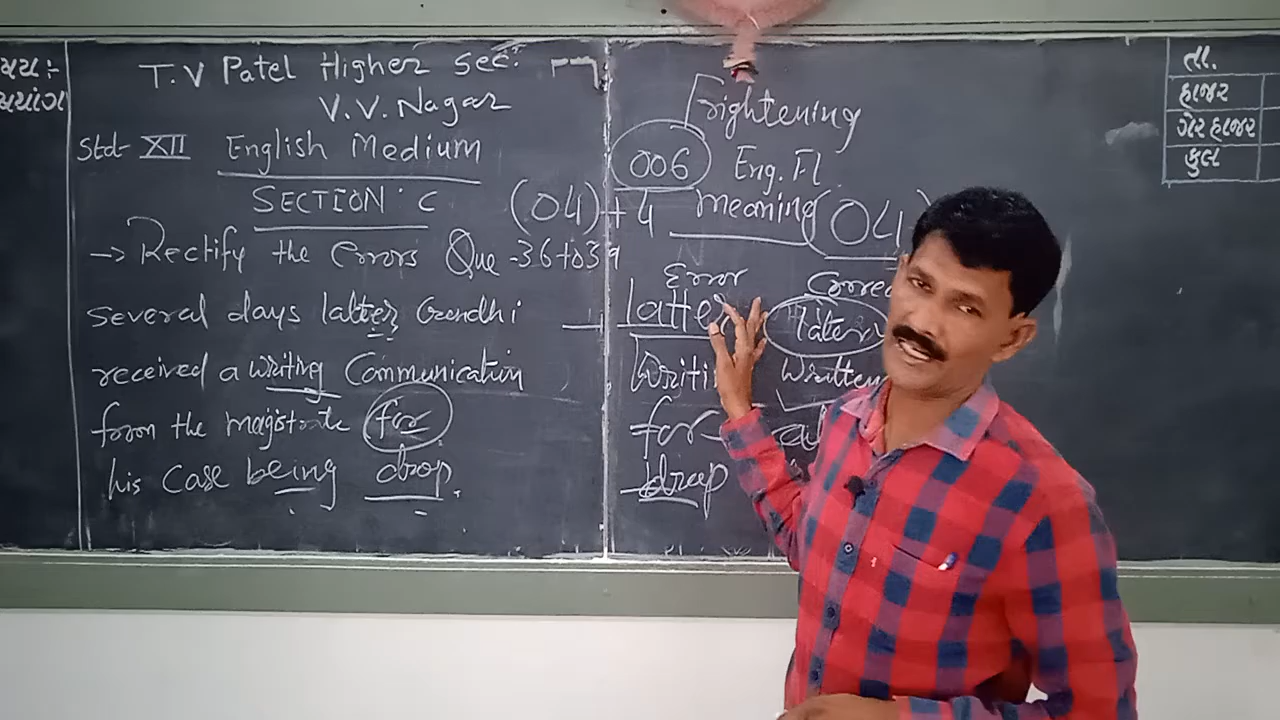 T.V Patel Higher Sec.
V.V. Nagar
Std- XII English Medium
SECTION : C (04)+4
→ Rectify the Errors Que -36 to 39
several days latter Gandhi
received a writing Communication
from the magistrate for
his case being drop.
Frightening
006 Eng. Fl
meaning (04)
Error Corre
latter later
Writi Written
for
drop
તા.
હાજર
ગેર હાજર
કુલ